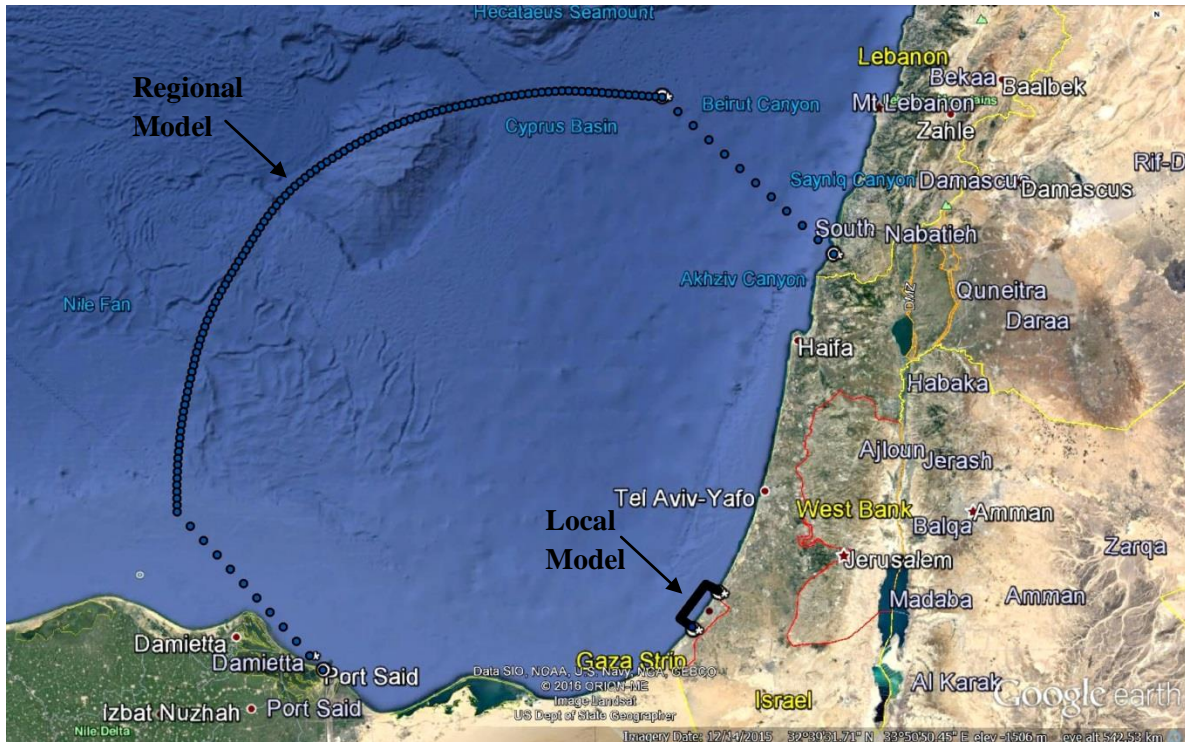 Hecataeus Seamount
N
Lebanon
Bekaa
Baalbek
Regional
Model
Beirut Canyon
Mt Lebanon
Cyprus Basin
Zahle
Rif-D
Sayniq Canyon
Damascus
Damascus
South
Nabatieh
Akhziv Canyon
Nile Fan
DMZ
Quneitra
Daraa
Haifa
Habaka
Ajloun
Jerash
Tel Aviv-Yafo
West Bank
Local
Model
Balqa
Amman
Zarqa
Jerusalem
Madaba
Amman
Damietta
Damietta
Port Said
Gaza Strip
Data SIO, NOAA, U.S. Navy, NGA, GEBCO
© 2016 ORION-ME
Image Landsat
US Dept of State Geographer
Al Karak
Israel
Google earth
Izbat Nuzhah
Port Said
Nile Delta
Imagery Date: 12/14/2015 32°39'31.71" N 33°50'50.45" E elev -1506 m eye alt 542.53 km